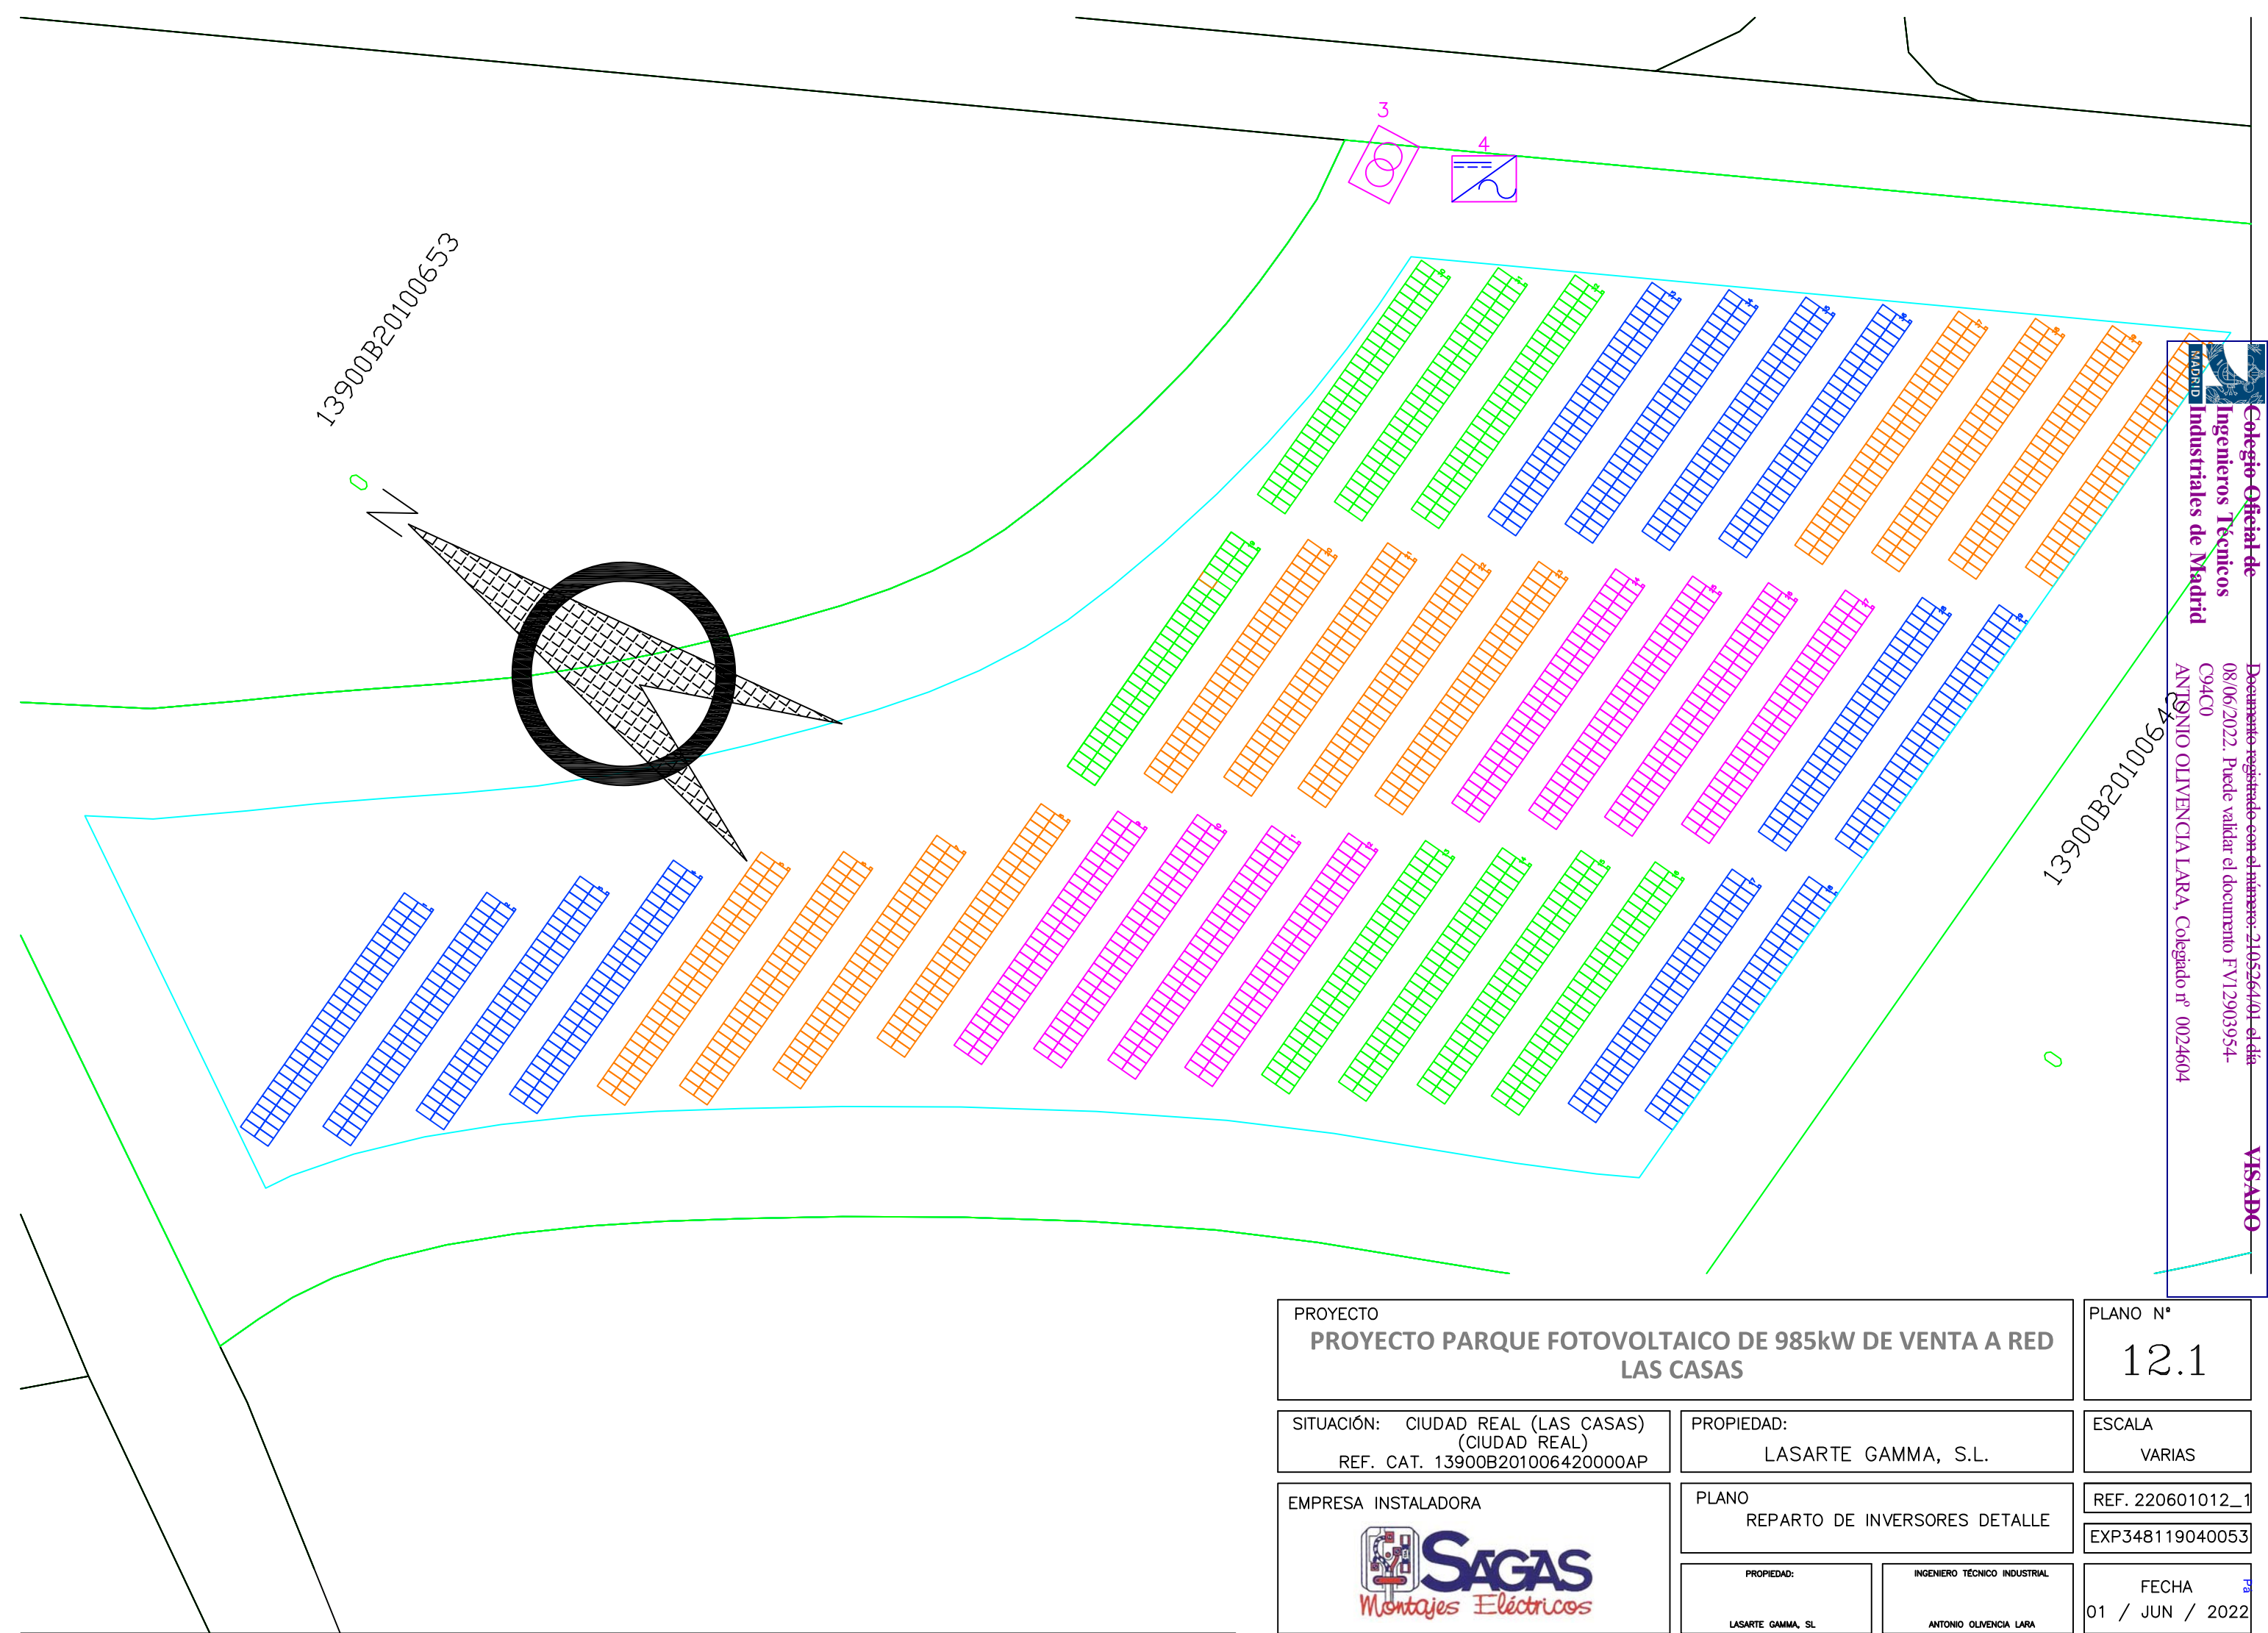 3
4
13900B20100653
0
N
13900B20100642
0
MADRID
Colegio Oficial de
Ingenieros Técnicos
Industriales de Madrid
Documento registrado con el número: 2105264/01 el día
08/06/2022. Puede validar el documento FV12903954-
C94C0
ANTONIO OLIVENCIA LARA, Colegiado nº 0024604
VISADO
PROYECTO
PROYECTO PARQUE FOTOVOLTAICO DE 985kW DE VENTA A RED
LAS CASAS
PLANO Nº
12.1
SITUACIÓN: CIUDAD REAL (LAS CASAS)
(CIUDAD REAL)
REF. CAT. 13900B201006420000AP
PROPIEDAD:
LASARTE GAMMA, S.L.
ESCALA
VARIAS
EMPRESA INSTALADORA
SAGAS
Montajes Eléctricos
PLANO
REPARTO DE INVERSORES DETALLE
REF. 220601012_1
EXP348119040053
PROPIEDAD:
LASARTE GAMMA, SL
INGENIERO TÉCNICO INDUSTRIAL
ANTONIO OLIVENCIA LARA
FECHA
01 / JUN / 2022
Pá